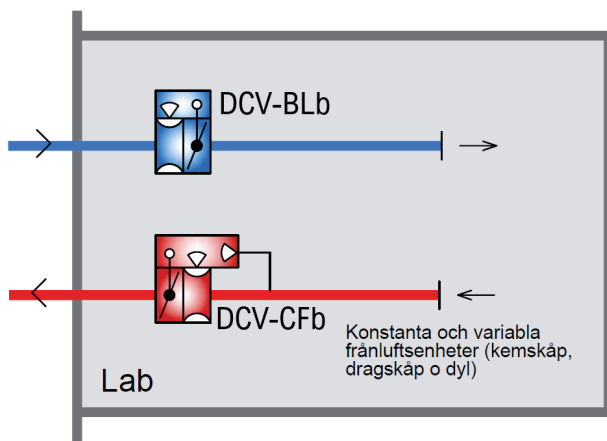 DCV-BLb
DCV-CFb
Konstanta och variabla
frånluftsenheter (kemskåp,
dragskåp o dyl)
Lab